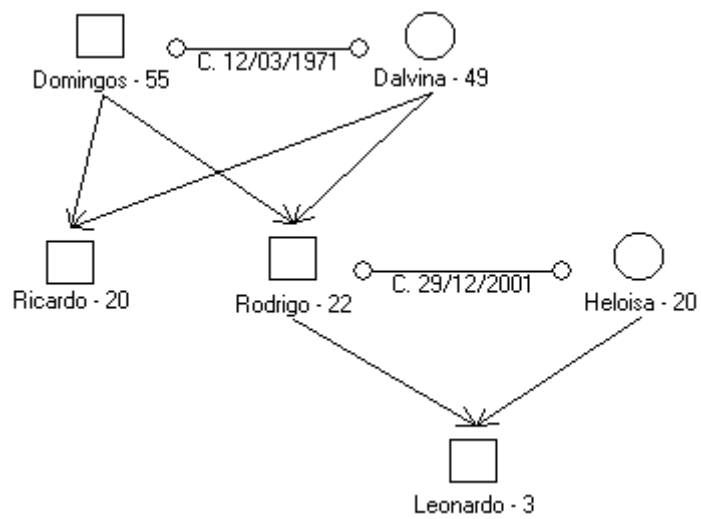 C. 12/03/1971
Domingos - 55
Dalvina - 49
C. 29/12/2001
Ricardo - 20
Rodrigo - 22
Heloisa - 20
Leonardo - 3